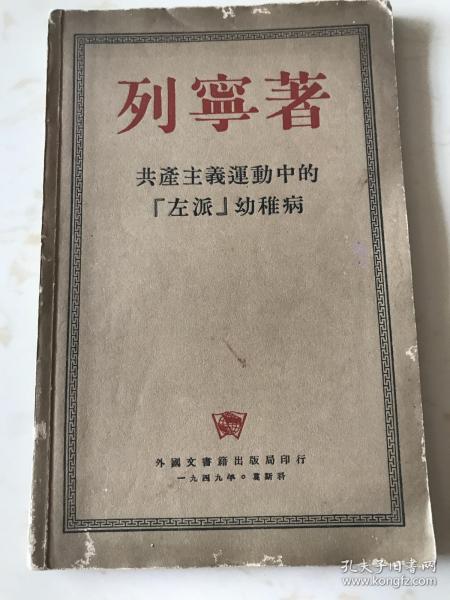 列寧著
共產主義運動中的
「左派」幼稚病
外國文書籍出版局印行
一九四九年。莫斯科
孔夫子旧书网
www.kongfz.com